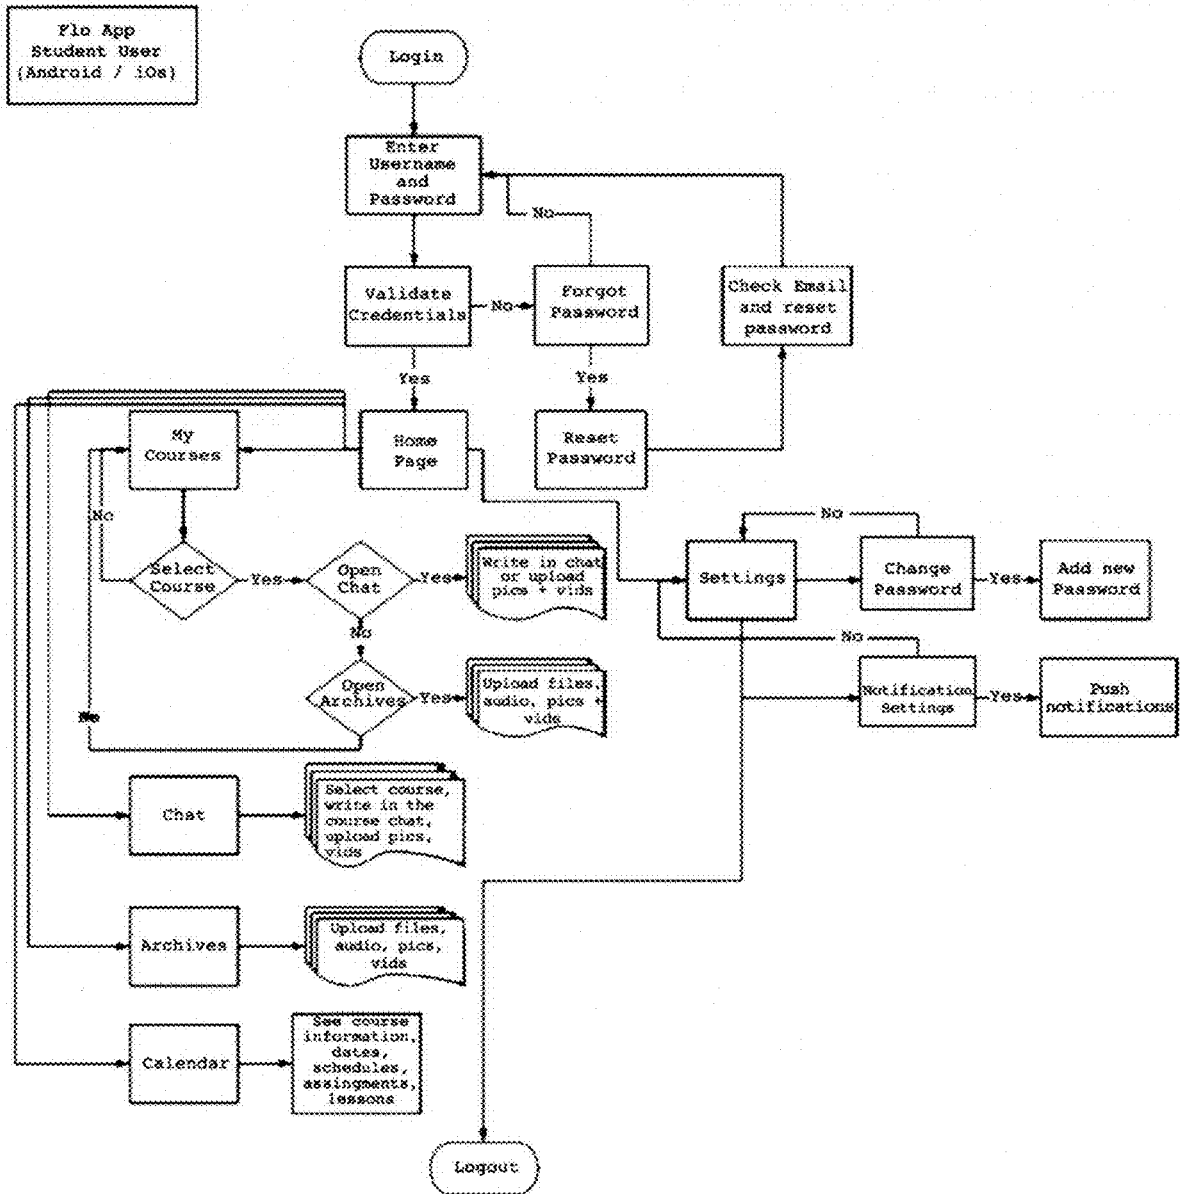 Flo App
Student User
(Android / iOs)
Login
Enter
Username
and
Password
No
Validate
Credentials
No
Forgot
Password
Check Email
and reset
password
Yes
Yes
My
Courses
Home
Page
Reset
Password
No
No
Select
Course
Yes
Open
Chat
Yes
Write in chat
or upload
pics + vids
Settings
Change
Password
Yes
Add new
Password
No
No
Open
Archives
Yes
Upload files,
audio, pics +
vids
Notification
Settings
Yes
Push
notifications
No
Chat
Select course,
write in the
course chat,
upload pics,
vids
Archives
Upload files,
audio, pics,
vids
Calendar
See course
information,
dates,
schedules,
assingments,
lessons
Logout